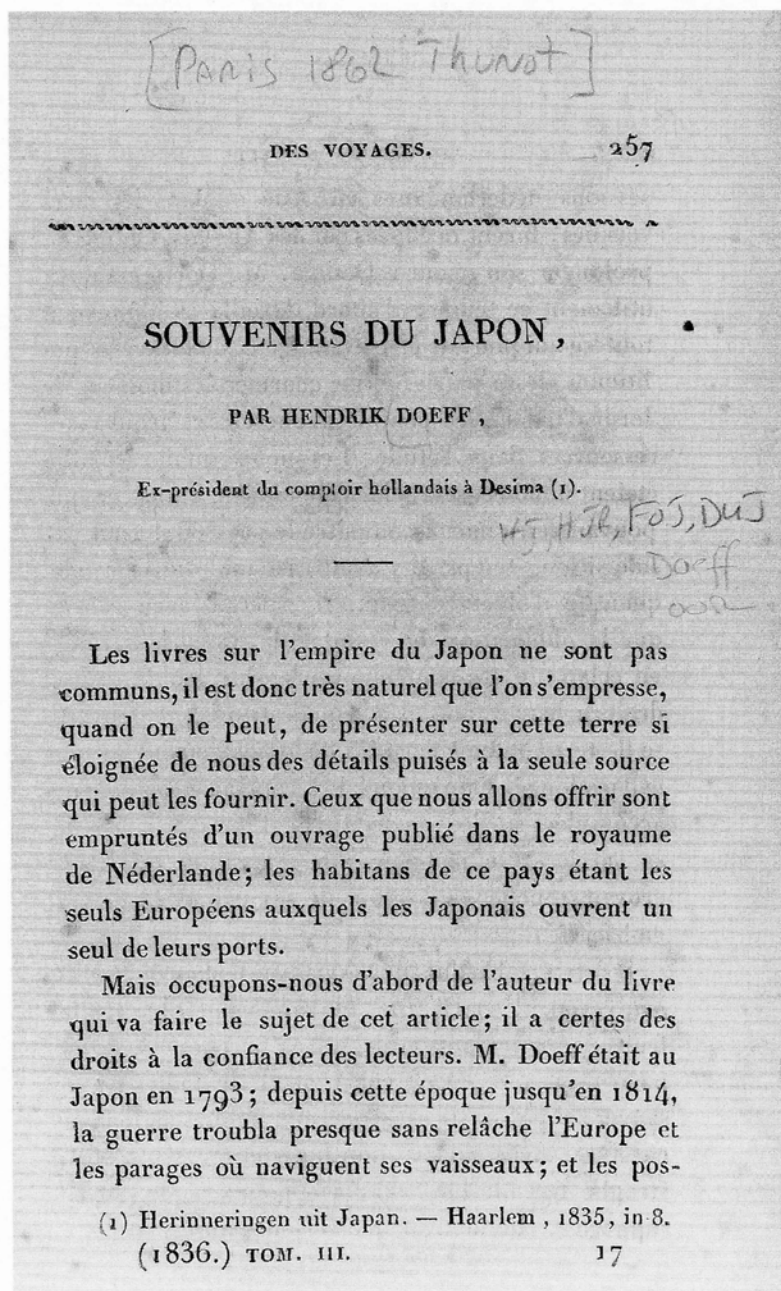 [PARIS 1862 Thunot]
DES VOYAGES. 257
SOUVENIRS DU JAPON,
PAR HENDRIK DOEFF,
Ex-président du comptoir hollandais à Desima (1).
HJ, HJR, FOJ, DUJ
Doeff
OOR
Les livres sur l'empire du Japon ne sont pas
communs, il est donc très naturel que l'on s'empresse,
quand on le peut, de présenter sur cette terre si
éloignée de nous des détails puisés à la seule source
qui peut les fournir. Ceux que nous allons offrir sont
empruntés d'un ouvrage publié dans le royaume
de Néderlande; les habitans de ce pays étant les
seuls Européens auxquels les Japonais ouvrent un
seul de leurs ports.
Mais occupons-nous d'abord de l'auteur du livre
qui va faire le sujet de cet article; il a certes des
droits à la confiance des lecteurs. M. Doeff était au
Japon en 1793; depuis cette époque jusqu'en 1814,
la guerre troubla presque sans relâche l'Europe et
les parages où naviguent ses vaisseaux; et les pos-
(1) Herinneringen uit Japan. — Haarlem, 1835, in-8.
(1836.) TOM. III. 17